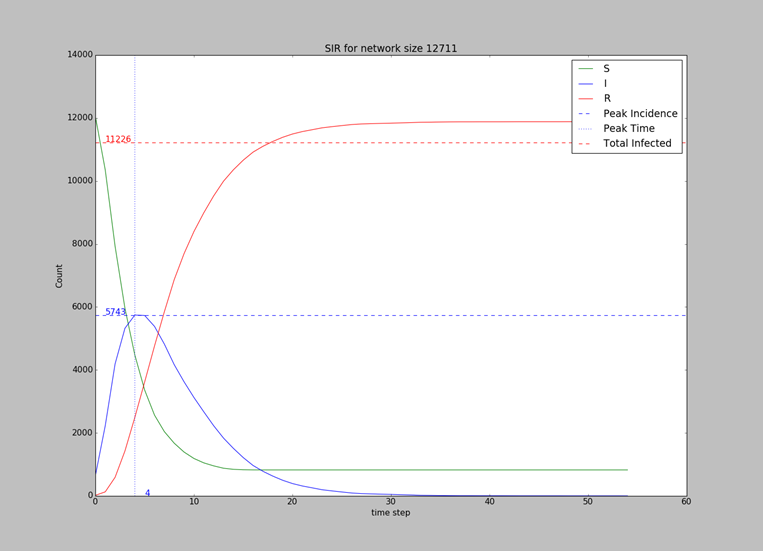 SIR for network size 12711
14000
12000
10000
8000
6000
4000
2000
0
Count
11226
5743
4
S
I
R
Peak Incidence
Peak Time
Total Infected
0 10 20 30 40 50 60
time step